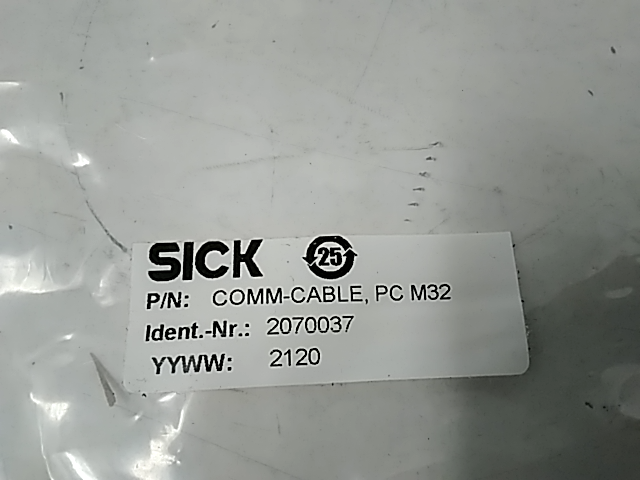 SICK 25
P/N: COMM-CABLE, PC M32
Ident.-Nr.: 2070037
YYWW: 2120